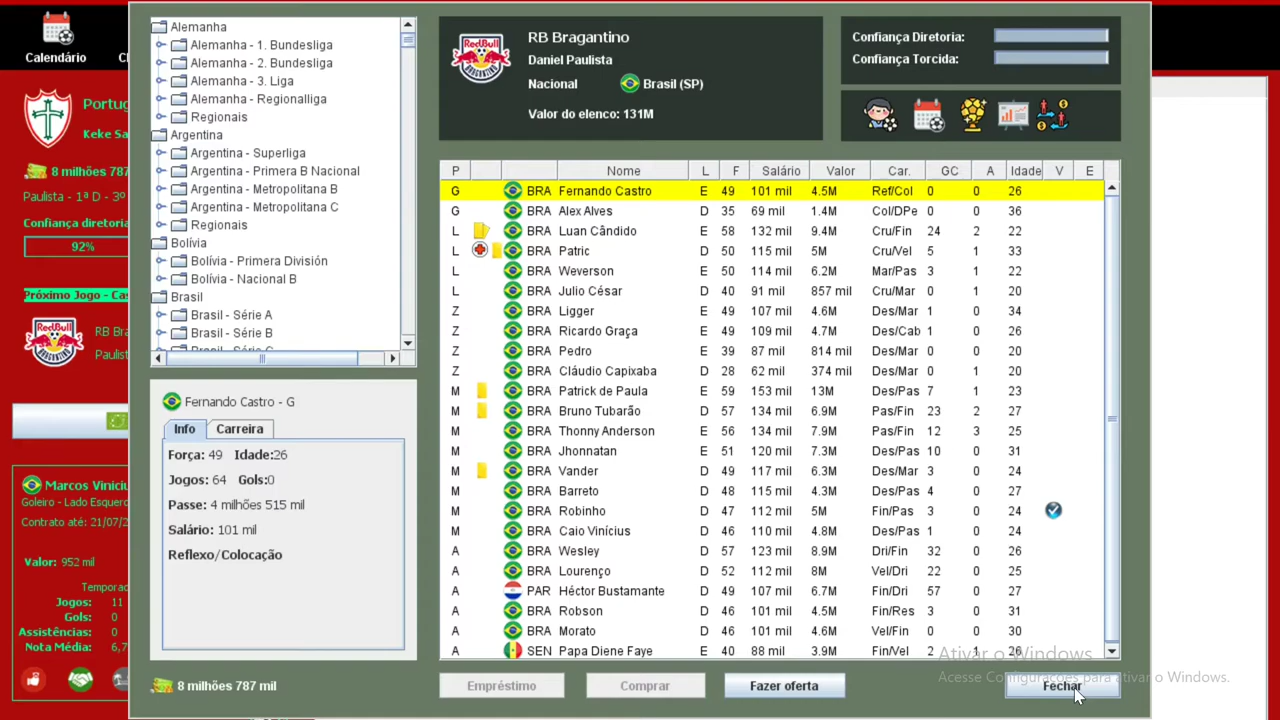 Calendário
Portug
Keke Sa
8 milhões 787
Paulista - 1ª D - 3º
Confiança diretoria
92%
Próximo Jogo - Cas
RB Bra
Paulist
Marcos Viniciu
Goleiro - Lado Esquero
Contrato até: 21/07/2
Valor: 952 mil
Temporad
Jogos: 11
Gols: 0
Assistências: 0
Nota Média: 6,7
Alemanha
Alemanha - 1. Bundesliga
Alemanha - 2. Bundesliga
Alemanha - 3. Liga
Alemanha - Regionalliga
Regionais
Argentina
Argentina - Superliga
Argentina - Primera B Nacional
Argentina - Metropolitana B
Argentina - Metropolitana C
Regionais
Bolívia
Bolívia - Primera División
Bolívia - Nacional B
Brasil
Brasil - Série A
Brasil - Série B
Brasil - Série C
RB Bragantino
Daniel Paulista
Nacional Brasil (SP)
Valor do elenco: 131M
Confiança Diretoria:
Confiança Torcida:
P Nome L F Salário Valor Car. GC A Idade V E
G BRA Fernando Castro E 49 101 mil 4.5M Ref/Col 0 0 26
G BRA Alex Alves D 35 69 mil 1.4M Col/DPe 0 0 36
L BRA Luan Cândido E 58 132 mil 9.4M Cru/Fin 24 2 22
L BRA Patric D 50 115 mil 5M Cru/Vel 5 1 33
L BRA Weverson E 50 114 mil 6.2M Mar/Pas 3 1 22
L BRA Julio César D 40 91 mil 857 mil Cru/Mar 1 20
Z BRA Ligger E 49 107 mil 4.6M Des/Mar 1 0 34
Z BRA Ricardo Graça E 49 109 mil 4.7M Des/Cab 1 0 26
Z BRA Pedro E 39 87 mil 814 mil Des/Mar 0 0 20
Z BRA Cláudio Capixaba D 28 62 mil 374 mil Des/Mar 0 1 20
M BRA Patrick de Paula E 59 153 mil 13M Des/Pas 7 1 23
M BRA Bruno Tubarão D 57 134 mil 6.9M Pas/Fin 23 2 27
M BRA Thonny Anderson E 56 134 mil 7.9M Pas/Fin 12 3 25
M BRA Jhonnatan E 51 120 mil 7.3M Des/Pas 10 0 31
M BRA Vander D 49 117 mil 6.3M Des/Mar 3 0 24
M BRA Barreto D 48 115 mil 4.3M Des/Pas 4 0 27
M BRA Robinho D 47 112 mil 5M Fin/Pas 3 0 24
M BRA Caio Vinícius D 46 110 mil 4.8M Des/Pas 1 0 24
A BRA Wesley D 57 123 mil 8.9M Dri/Fin 32 0 26
A BRA Lourenço D 52 112 mil 8M Vel/Dri 22 0 25
A PAR Héctor Bustamante D 49 107 mil 6.7M Fin/Dri 57 0 27
A BRA Robson D 46 101 mil 4.5M Fin/Res 3 0 31
A BRA Morato D 46 101 mil 4.6M Vel/Fin 0 0 30
A SEN Papa Diene Faye E 40 88 mil 3.9M Fin/Vel 2 1 26
Fernando Castro - G
Info Carreira
Força: 49 Idade:26
Jogos: 64 Gols:0
Passe: 4 milhões 515 mil
Salário: 101 mil
Reflexo/Colocação
8 milhões 787 mil
Empréstimo Comprar Fazer oferta Fechar
Ativar o Windows
Acesse Configurações para ativar o Windows.